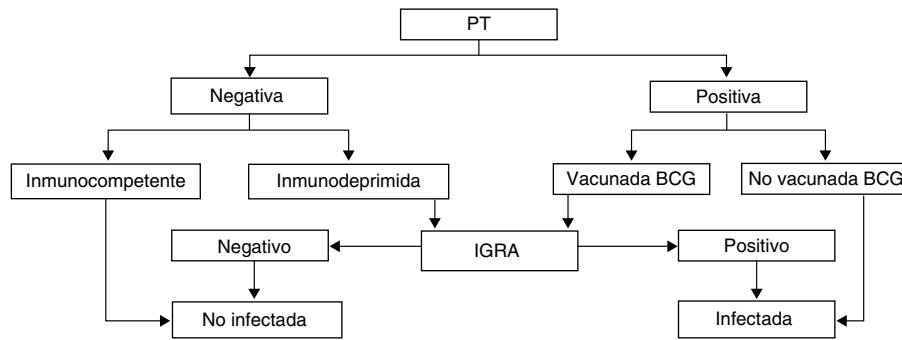 PT
Negativa
Positiva
Inmunocompetente
Inmunodeprimida
Vacunada BCG
No vacunada BCG
Negativo
IGRA
Positivo
No infectada
Infectada